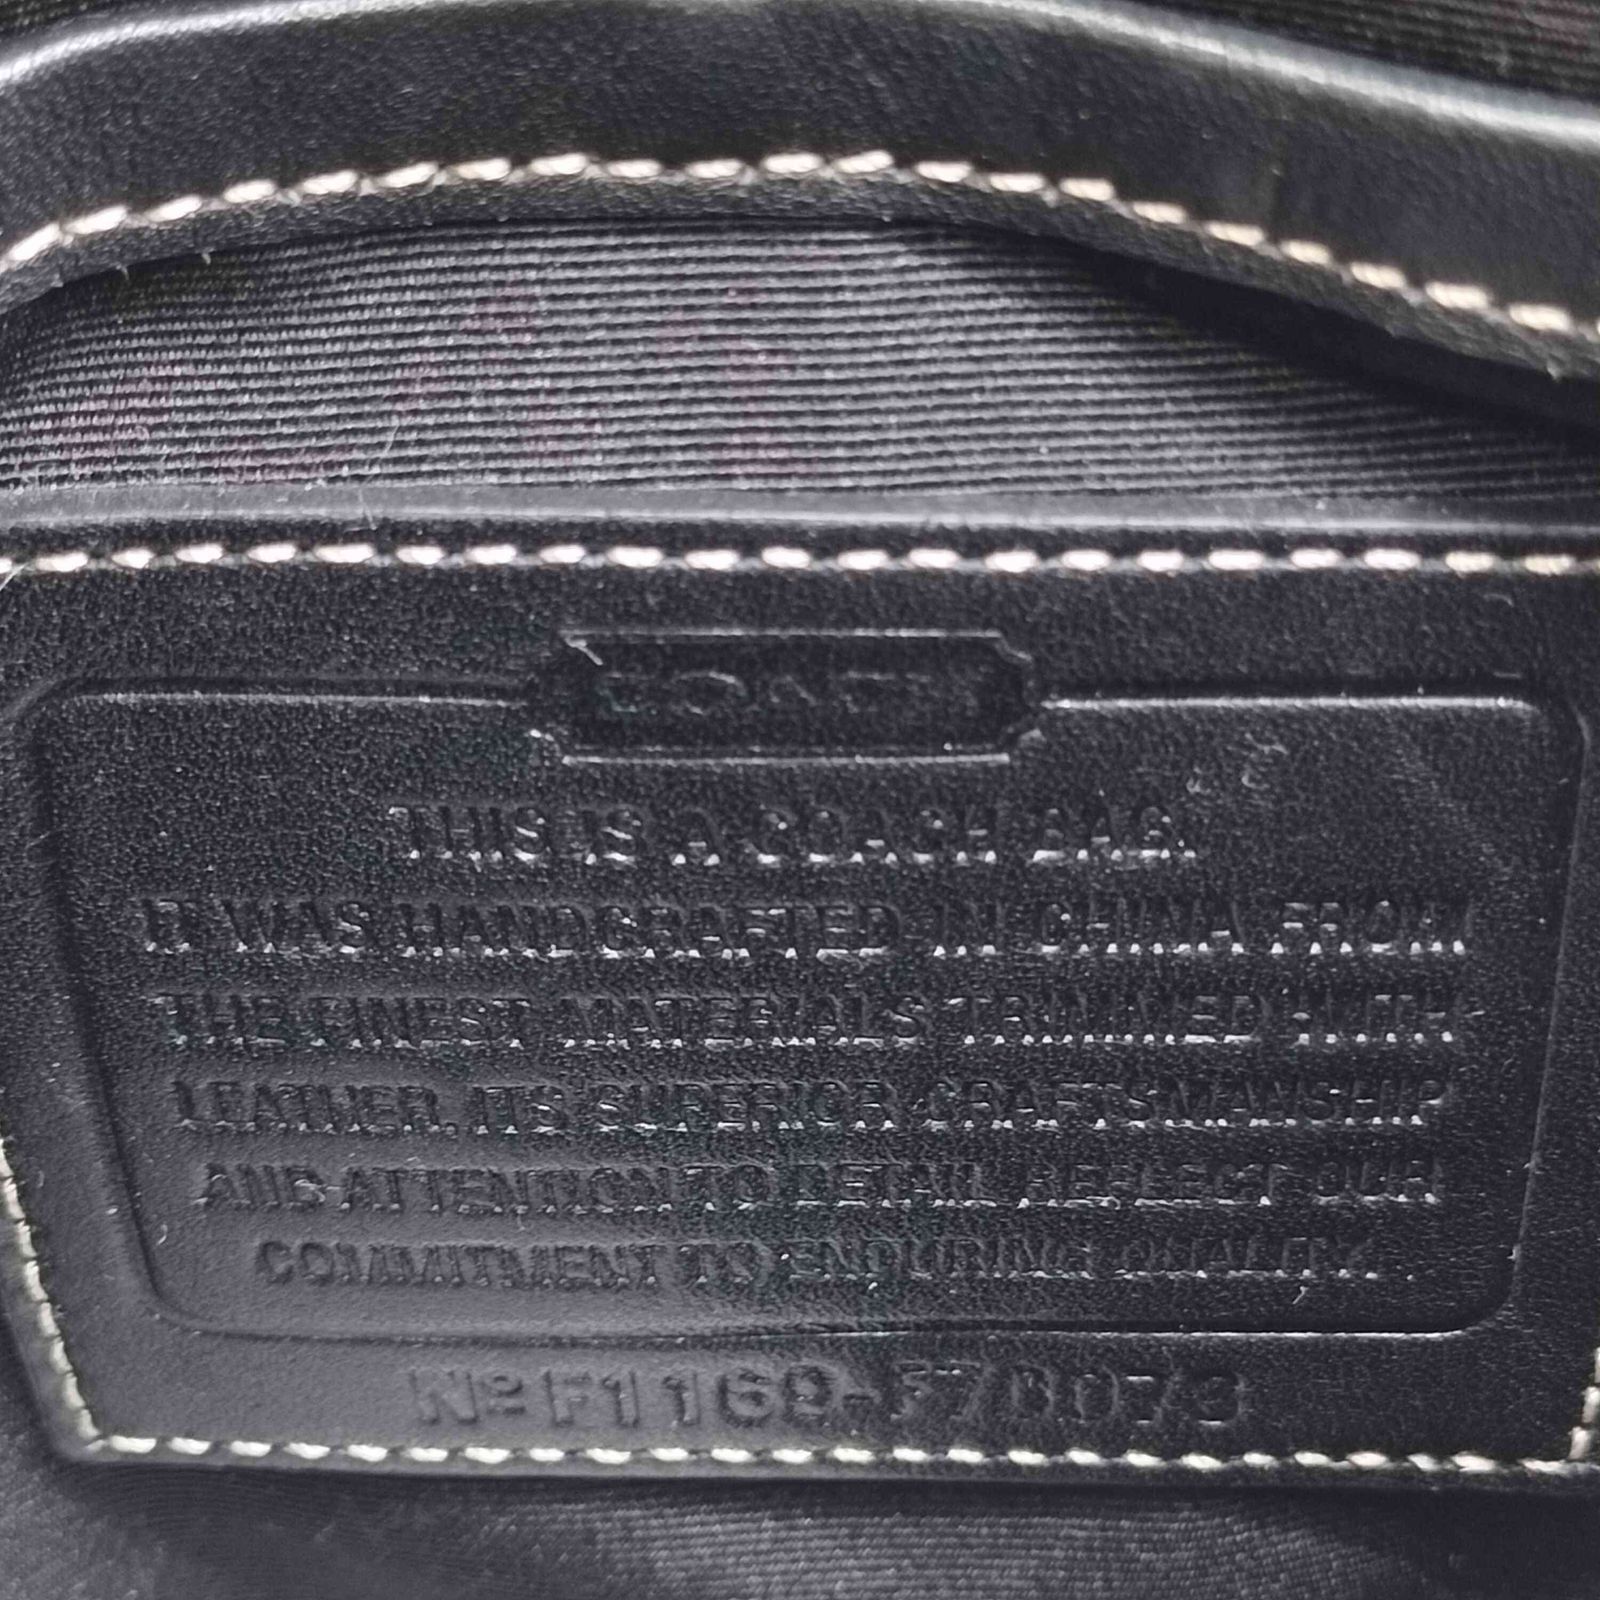 COACH
THIS IS A COACH BAG.
IT WAS HANDCRAFTED IN CHINA FROM
THE FINEST MATERIALS TRIMMED WITH
LEATHER. ITS SUPERIOR CRAFTSMANSHIP
AND ATTENTION TO DETAIL REFLECT OUR
COMMITMENT TO ENDURING QUALITY.
Nº F1169-F78073